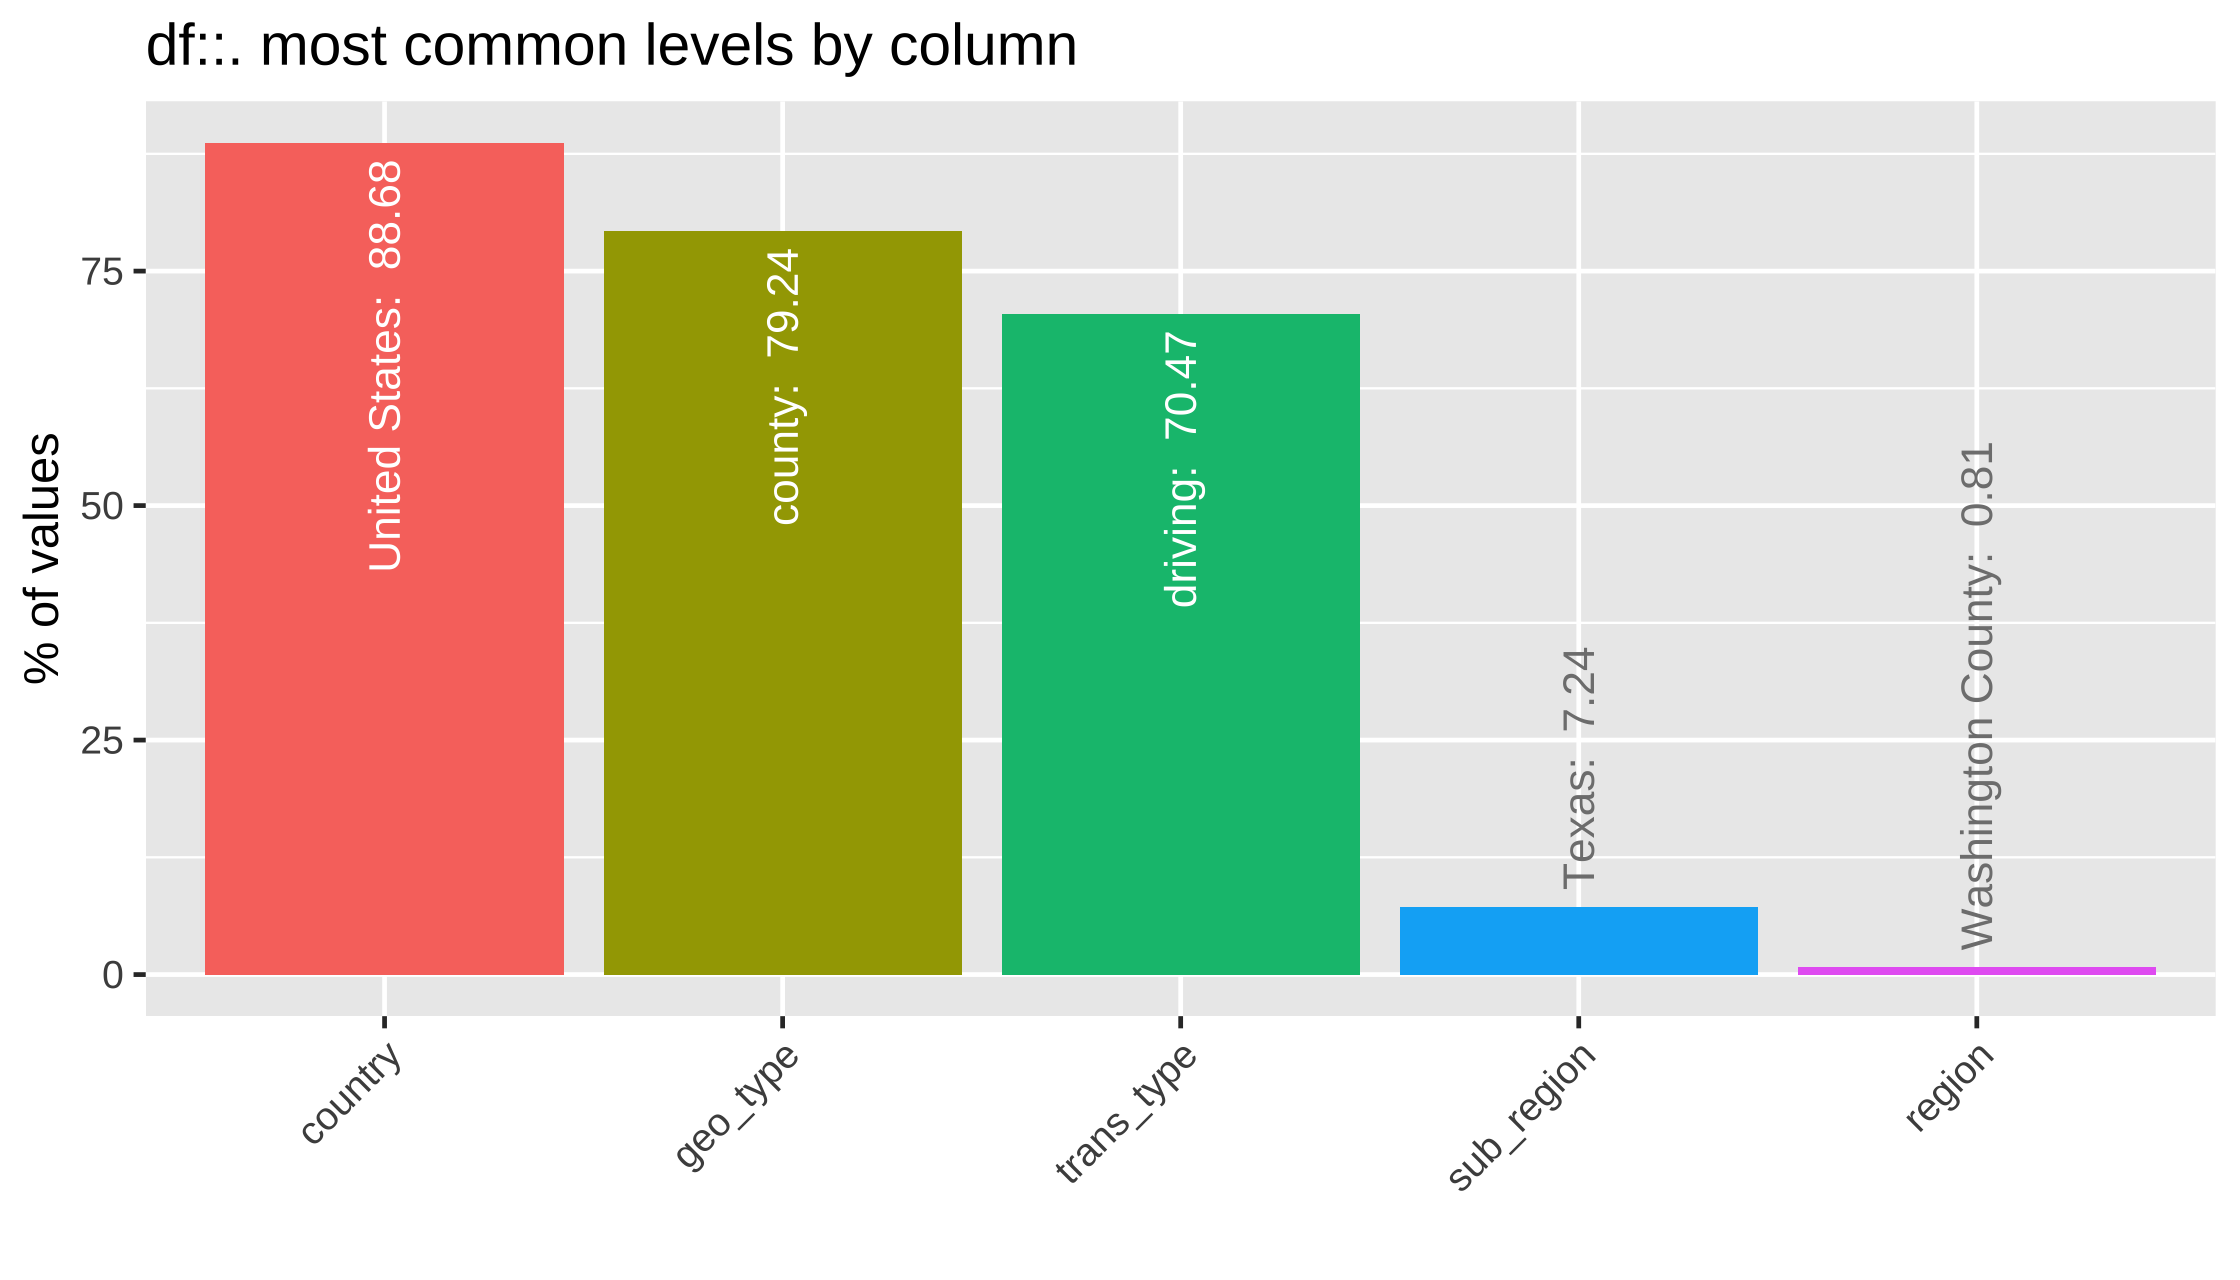 df::. most common levels by column
% of values
75
50
25
0
United States: 88.68
county: 79.24
driving: 70.47
Texas: 7.24
Washington County: 0.81
country
geo_type
trans_type
sub_region
region